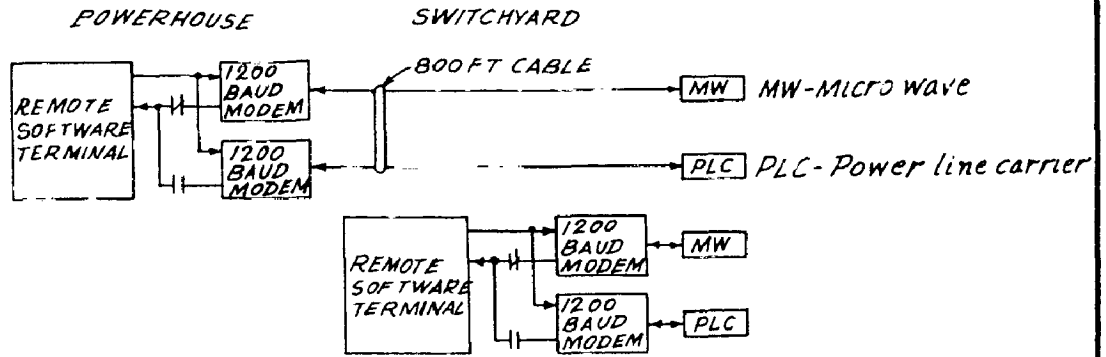 POWERHOUSE
SWITCHYARD
REMOTE
SOFTWARE
TERMINAL
1200
BAUD
MODEM
1200
BAUD
MODEM
800 FT CABLE
MW
MW-Micro wave
PLC
PLC-Power line carrier
REMOTE
SOFTWARE
TERMINAL
1200
BAUD
MODEM
1200
BAUD
MODEM
MW
PLC